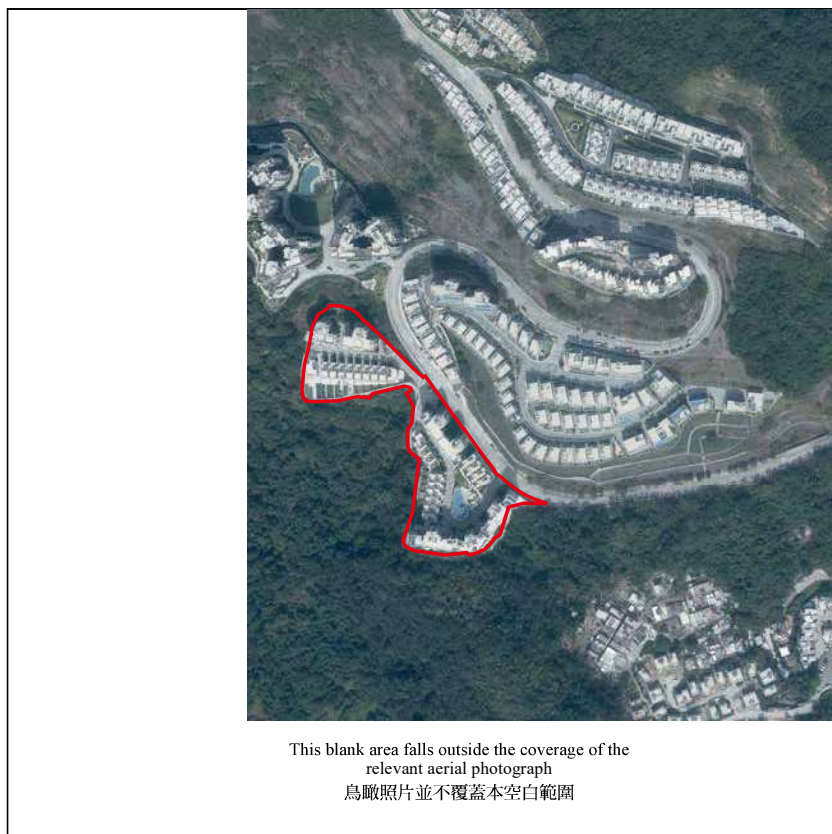 This blank area falls outside the coverage of the
relevant aerial photograph
鳥瞰照片並不覆蓋本空白範圍